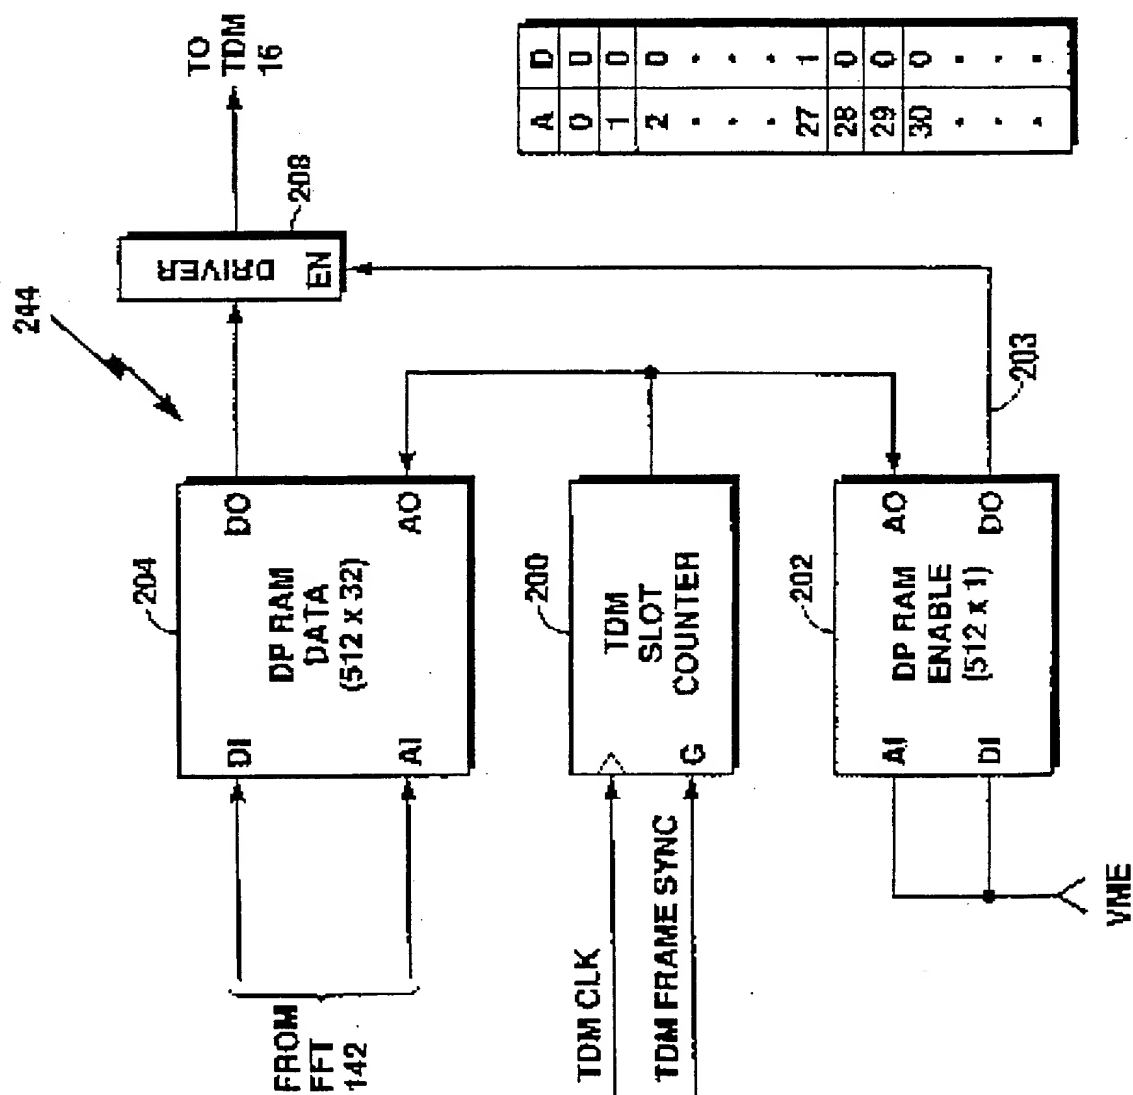 244
TO
TDM
16
DRIVER
EN
208
204
DI
DO
DP RAM
DATA
(512 x 32)
AI
AO
FROM
FFT
142
200
TDM
SLOT
COUNTER
G
TDM CLK
TDM FRAME SYNC
202
AI
AO
DP RAM
ENABLE
(512 x 1)
DI
DO
203
VME
A D
0 0
1 0
2 0
· ·
· ·
· ·
27 1
28 0
29 0
30 0
· ·
· ·
· ·